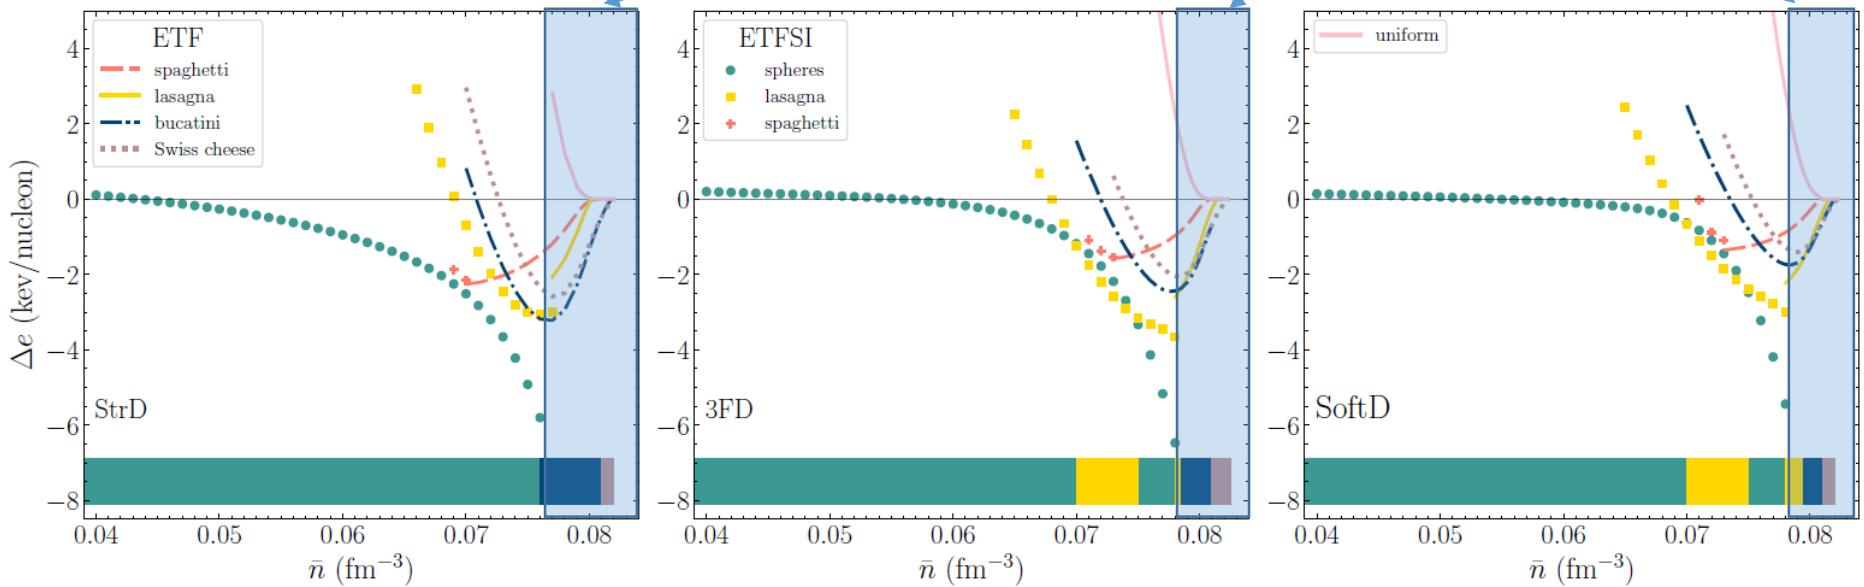 ETF
spaghetti
lasagna
bucatini
Swiss cheese
ETFSI
spheres
lasagna
spaghetti
uniform
4
2
0
−2
−4
−6
−8
4
2
0
−2
−4
−6
−8
4
2
0
−2
−4
−6
−8
Δe (kev/nucleon)
StrD
3FD
SoftD
0.04 0.05 0.06 0.07 0.08
0.04 0.05 0.06 0.07 0.08
0.04 0.05 0.06 0.07 0.08
n̄ (fm⁻³)
n̄ (fm⁻³)
n̄ (fm⁻³)